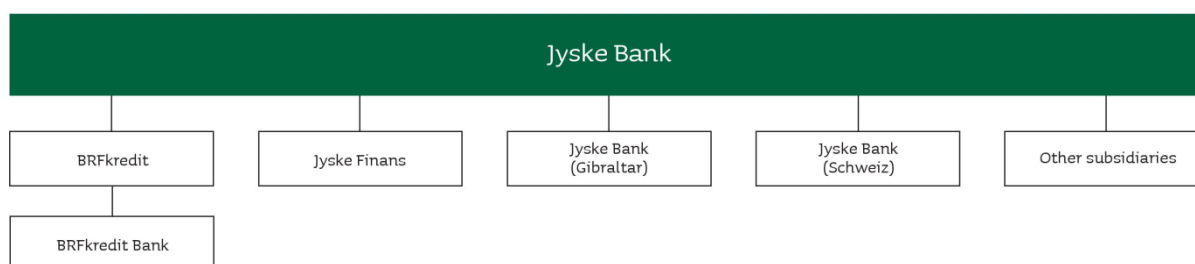 Jyske Bank
BRFkredit
Jyske Finans
Jyske Bank
(Gibraltar)
Jyske Bank
(Schweiz)
Other subsidiaries
BRFkredit Bank